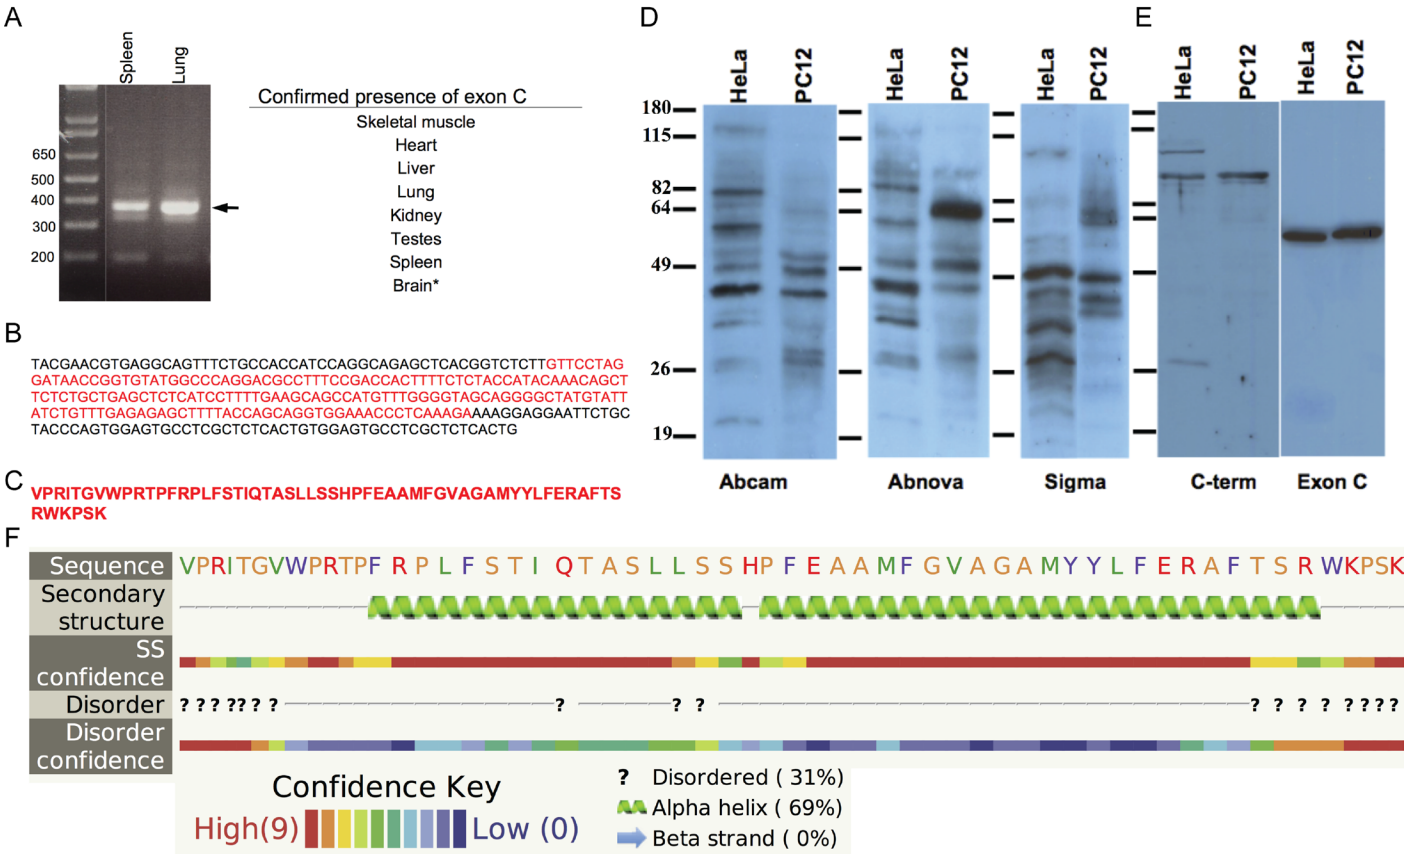 A
Spleen
Lung
650
500
400
300
200
Confirmed presence of exon C
Skeletal muscle
Heart
Liver
Lung
Kidney
Testes
Spleen
Brain*
B
TACGAACGTGAGGCAGTTTCTGCCACCATCCAGGCAGAGCTCACGGTCTCTTGTTCCTAG
GATAACCGGTGTATGGCCCAGGACGCCTTTCCGACCACTTTTCTCTACCATACAAACAGCT
TCTCTGCTGAGCTCTCATCCTTTTGAAGCAGCCATGTTTGGGGTAGCAGGGGCTATGTATT
ATCTGTTTGAGAGAGCTTTTACCAGCAGGTGGAAACCCTCAAAGAAAAGGAGGAATTCTGC
TACCCAGTGGAGTGCCTCGCTCTCACTGTGGAGTGCCTCGCTCTCACTG
C
VPRITGVWPRTPFRPLFSTIQTASLLSSHPFEAAMFGVAGAMYYLFERAFTS
RWKPSK
D
HeLa
PC12
HeLa
PC12
HeLa
PC12
180
115
82
64
49
26
19
Abcam
Abnova
Sigma
E
HeLa
PC12
HeLa
PC12
C-term
Exon C
F
Sequence
VPRITGVWPRTPFRPLFSTIQTASLLSSHPFEAAMFGVAGAMYYLFERAFTSRWKPSK
Secondary
structure
SS
confidence
Disorder
? ? ? ? ? ? ? ? ? ? ? ? ? ? ? ? ? ?
Disorder
confidence
Confidence Key
High(9)
Low (0)
? Disordered ( 31%)
Alpha helix ( 69%)
Beta strand ( 0%)